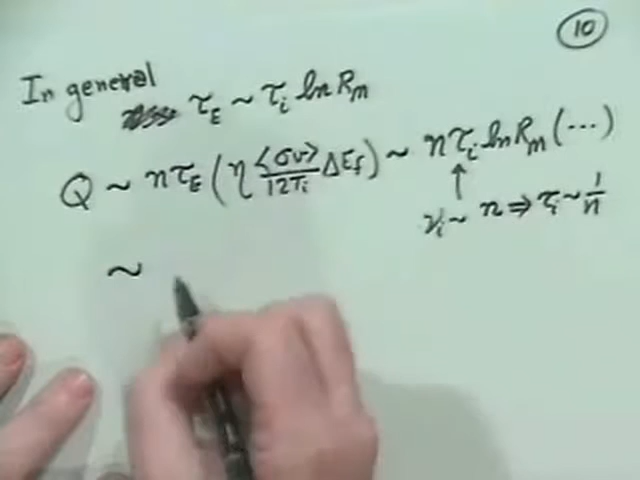 10
In general τ_E ~ τ_i ln R_m
Q ~ nτ_E (η <σv>/12T_i ΔE_f) ~ nτ_i ln R_m (...)
↑
ν_i ~ n ⇒ τ_i ~ 1/n
~